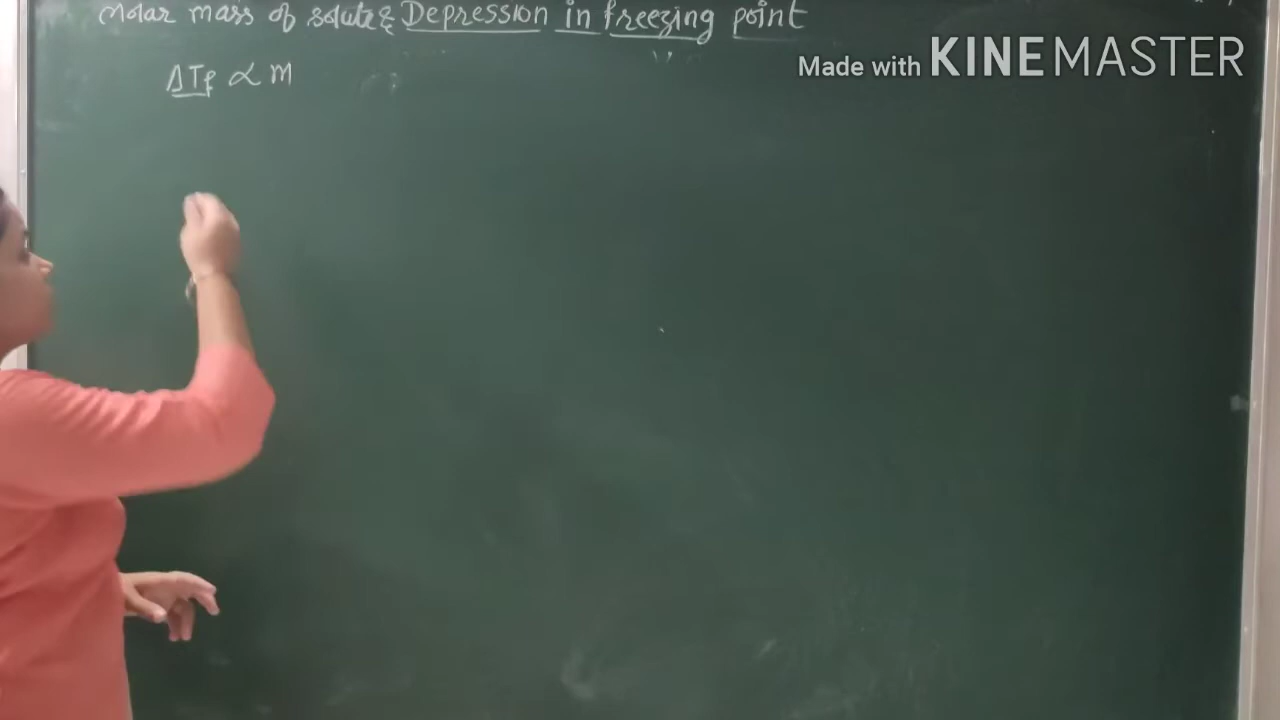 Molar mass of solute & Depression in freezing point
Made with KINEMASTER
ΔTf ∝ m